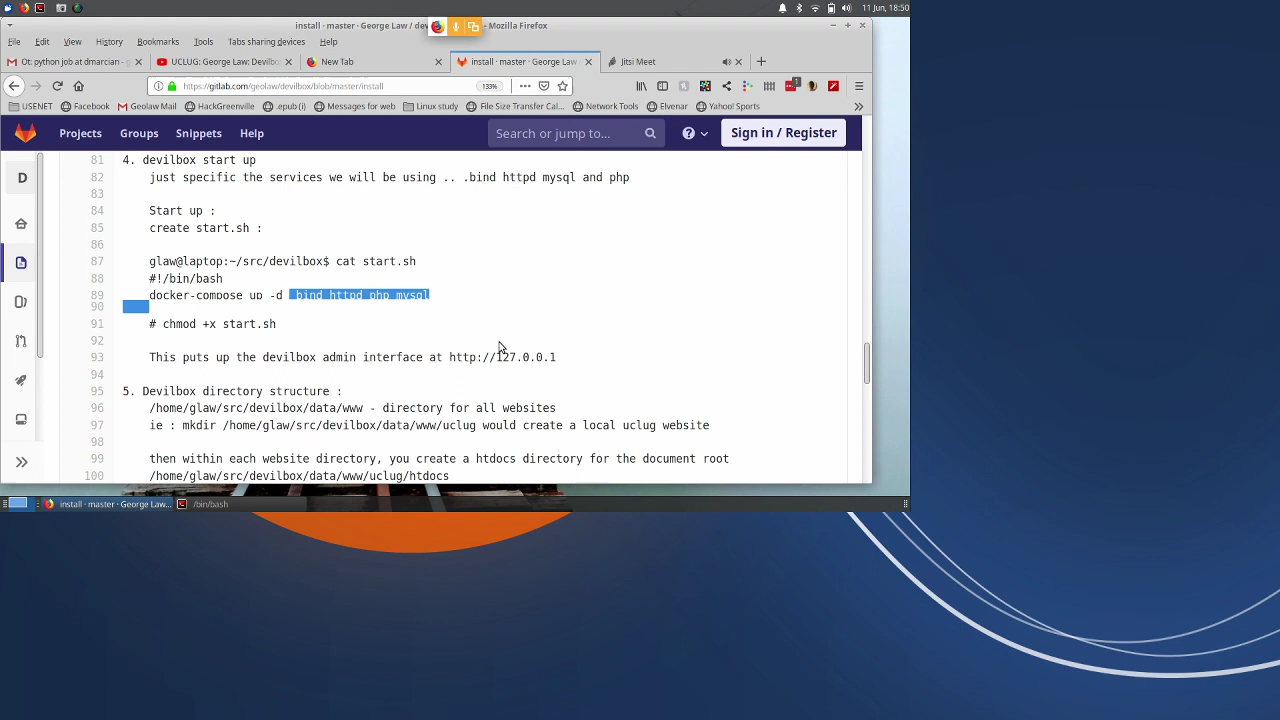 11 Jun, 18:50
install · master · George Law / dev - Mozilla Firefox
File Edit View History Bookmarks Tools Tabs sharing devices Help
Ot: python job at dmarcian - g
UCLUG: George Law: Devilbo
New Tab
install · master · George Law
Jitsi Meet
https://gitlab.com/geolaw/devilbox/blob/master/install
133%
USENET Facebook Geolaw Mail HackGreenville .epub (i) Messages for web Linux study File Size Transfer Cal... Network Tools Elvenar Yahoo! Sports
Projects Groups Snippets Help Search or jump to... Sign in / Register
D
81 4. devilbox start up
82 just specific the services we will be using .. .bind httpd mysql and php
83
84 Start up :
85 create start.sh :
86
87 glaw@laptop:~/src/devilbox$ cat start.sh
88 #!/bin/bash
89 docker-compose up -d bind httpd php mysql
90
91 # chmod +x start.sh
92
93 This puts up the devilbox admin interface at http://127.0.0.1
94
95 5. Devilbox directory structure :
96 /home/glaw/src/devilbox/data/www - directory for all websites
97 ie : mkdir /home/glaw/src/devilbox/data/www/uclug would create a local uclug website
98
99 then within each website directory, you create a htdocs directory for the document root
100 /home/glaw/src/devilbox/data/www/uclug/htdocs
install · master · George Law... /bin/bash